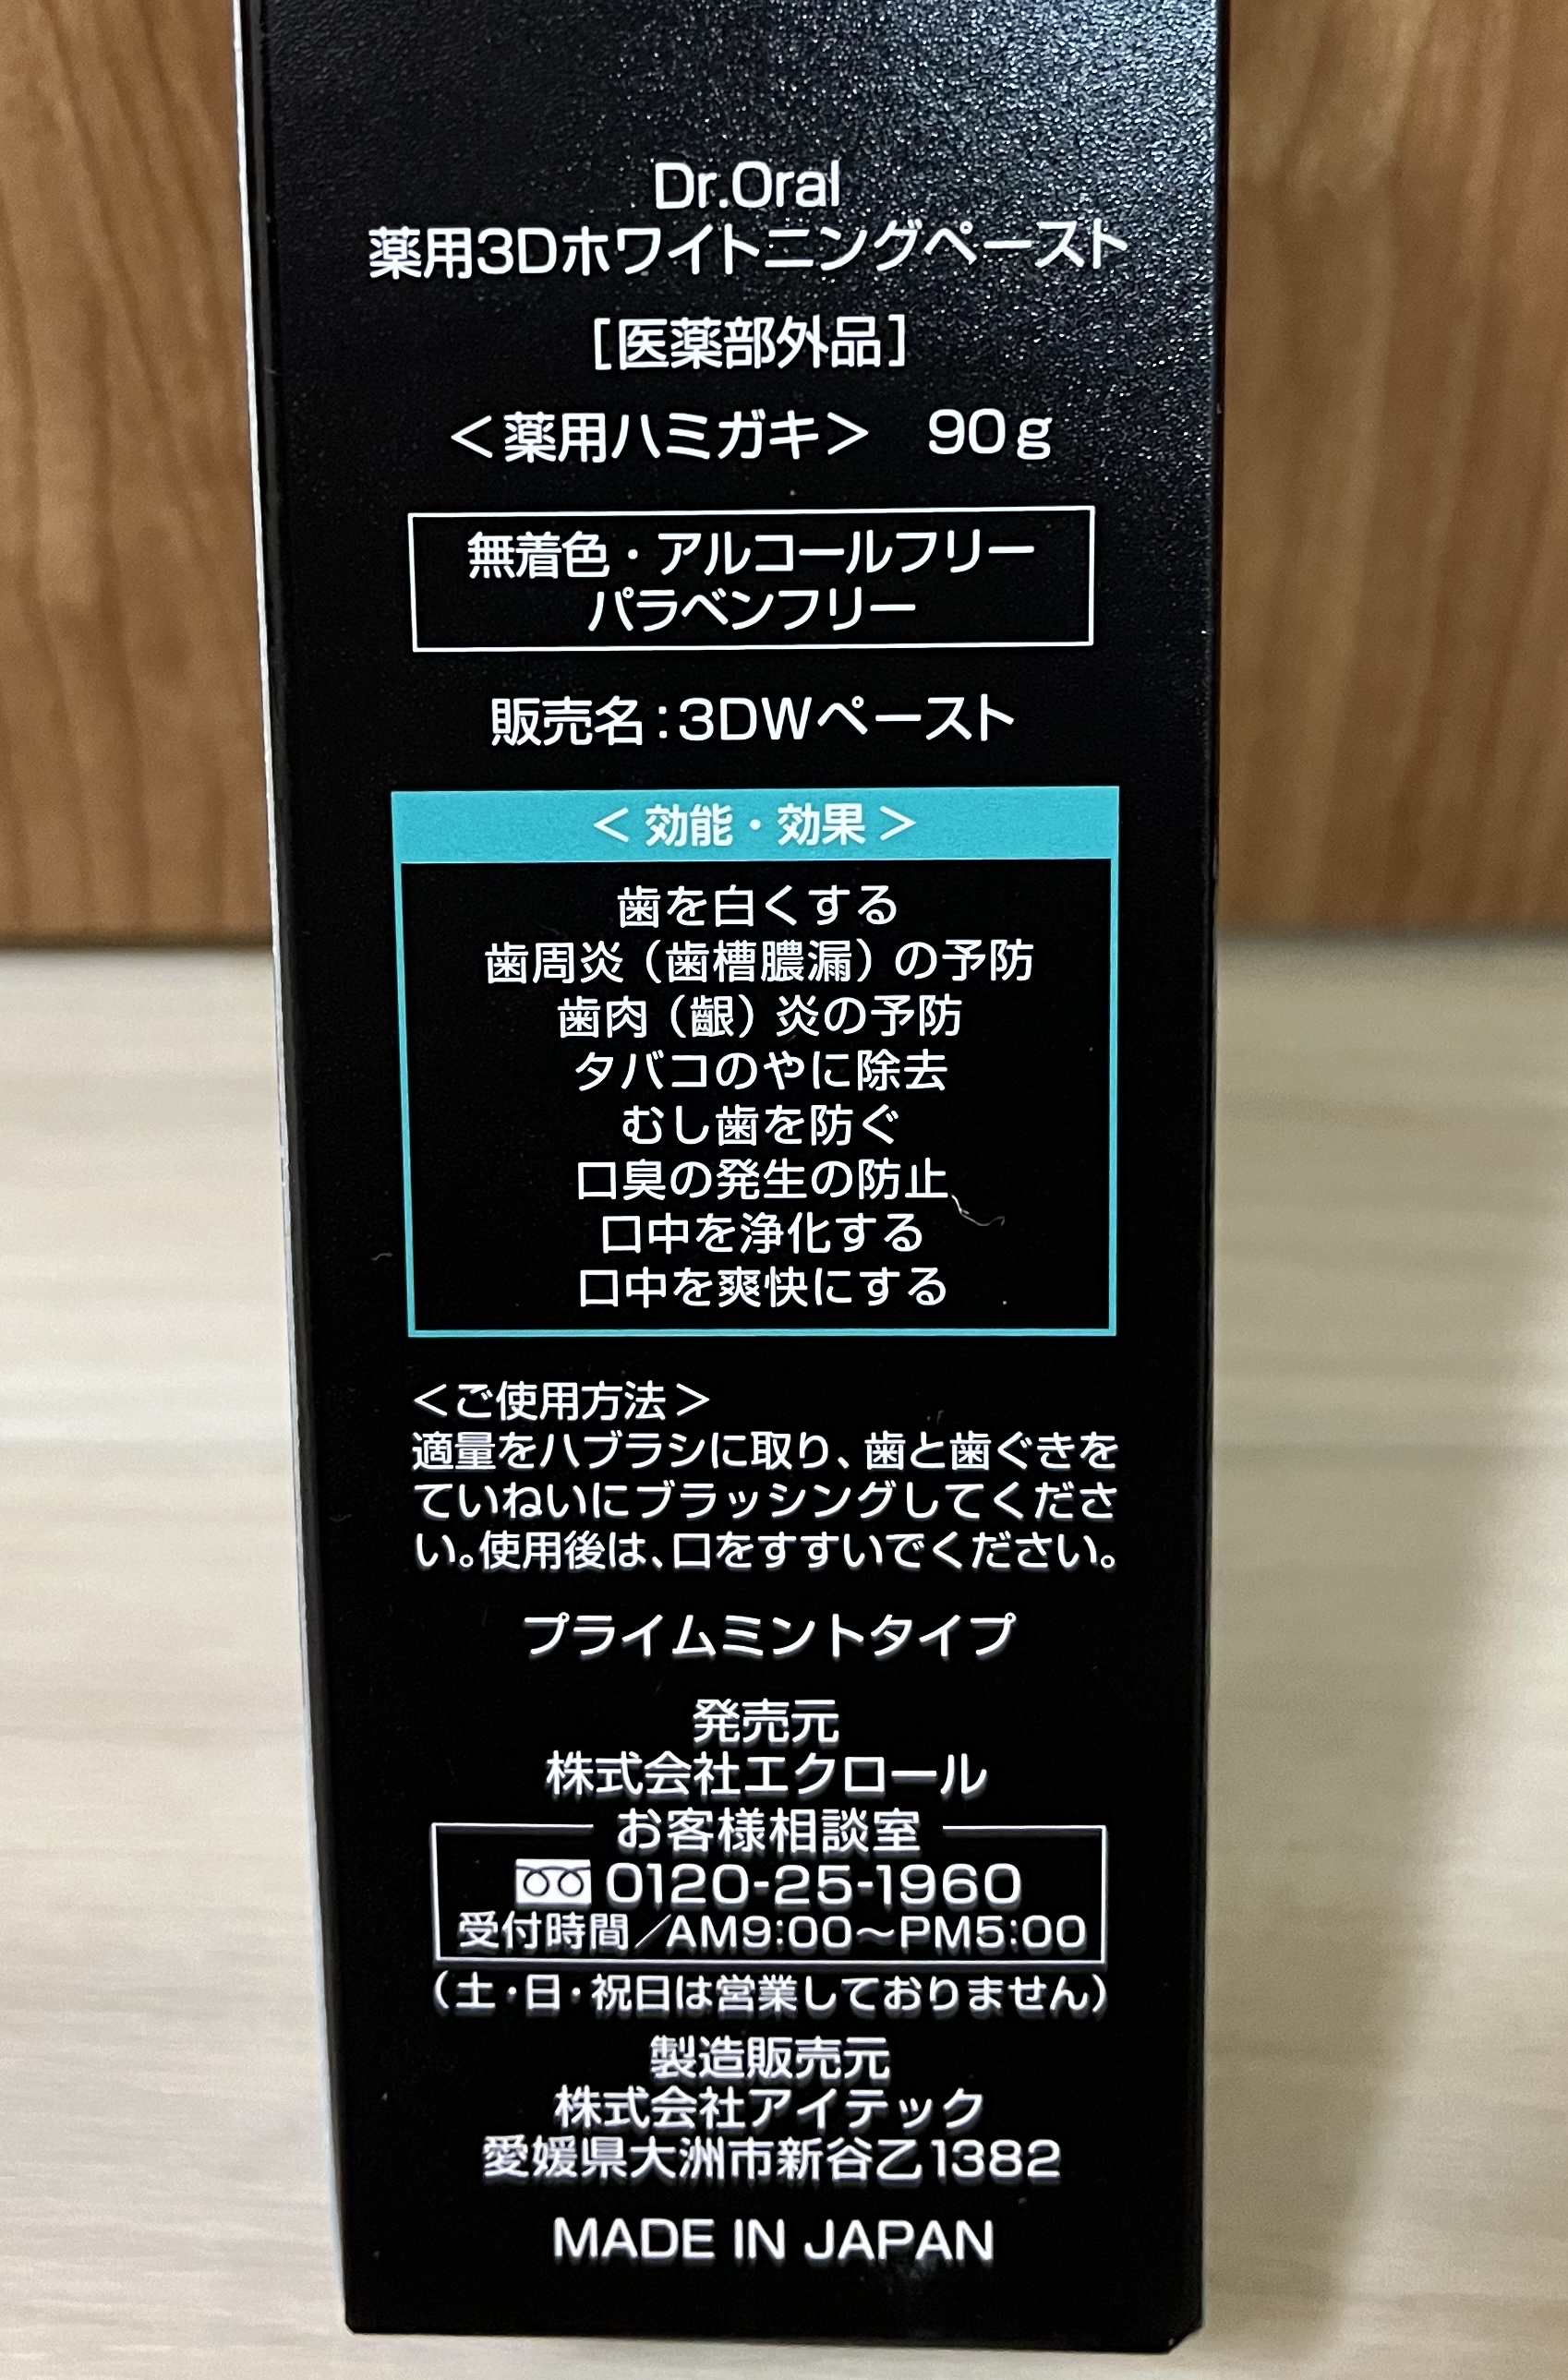 Dr.Oral
薬用3Dホワイトニングペースト
[医薬部外品]
＜薬用ハミガキ＞ 90g
無着色・アルコールフリー
パラベンフリー
販売名：3DWペースト
＜効能・効果＞
歯を白くする
歯周炎（歯槽膿漏）の予防
歯肉（齦）炎の予防
タバコのやに除去
むし歯を防ぐ
口臭の発生の防止
口中を浄化する
口中を爽快にする
＜ご使用方法＞
適量をハブラシに取り、歯と歯ぐきを
ていねいにブラッシングしてくださ
い。使用後は、口をすすいでください。
プライムミントタイプ
発売元
株式会社エクロール
お客様相談室
0120-25-1960
受付時間／AM9:00〜PM5:00
（土・日・祝日は営業しておりません）
製造販売元
株式会社アイテック
愛媛県大洲市新谷乙1382
MADE IN JAPAN